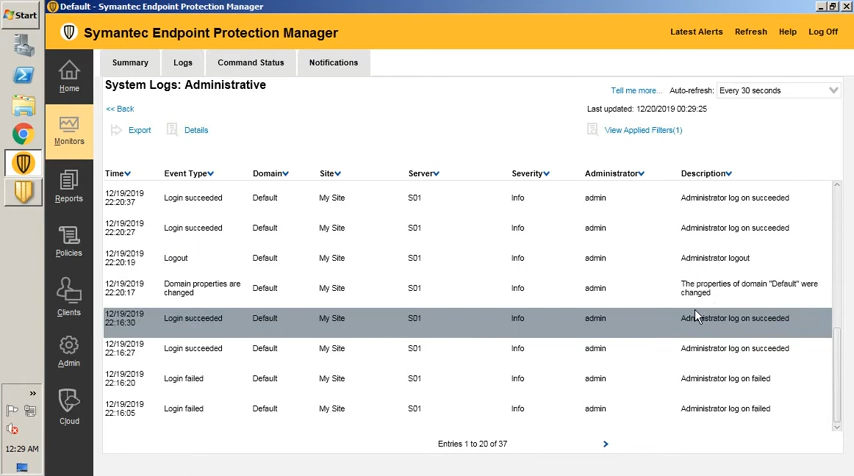 Start
Default - Symantec Endpoint Protection Manager
Symantec Endpoint Protection Manager
Latest Alerts Refresh Help Log Off
Summary Logs Command Status Notifications
Home
Monitors
Reports
Policies
Clients
Admin
Cloud
System Logs: Administrative
Tell me more... Auto-refresh: Every 30 seconds
<< Back
Last updated: 12/20/2019 00:29:25
Export Details
View Applied Filters(1)
Time Event Type Domain Site Server Severity Administrator Description
12/19/2019
22:20:37 Login succeeded Default My Site S01 Info admin Administrator log on succeeded
12/19/2019
22:20:27 Login succeeded Default My Site S01 Info admin Administrator log on succeeded
12/19/2019
22:20:19 Logout Default My Site S01 Info admin Administrator logout
12/19/2019 Domain properties are The properties of domain "Default" were
22:20:17 changed Default My Site S01 Info admin changed
12/19/2019
22:16:30 Login succeeded Default My Site S01 Info admin Administrator log on succeeded
12/19/2019
22:16:27 Login succeeded Default My Site S01 Info admin Administrator log on succeeded
12/19/2019
22:16:20 Login failed Default My Site S01 Info admin Administrator log on failed
12/19/2019
22:16:05 Login failed Default My Site S01 Info admin Administrator log on failed
Entries 1 to 20 of 37
12:29 AM